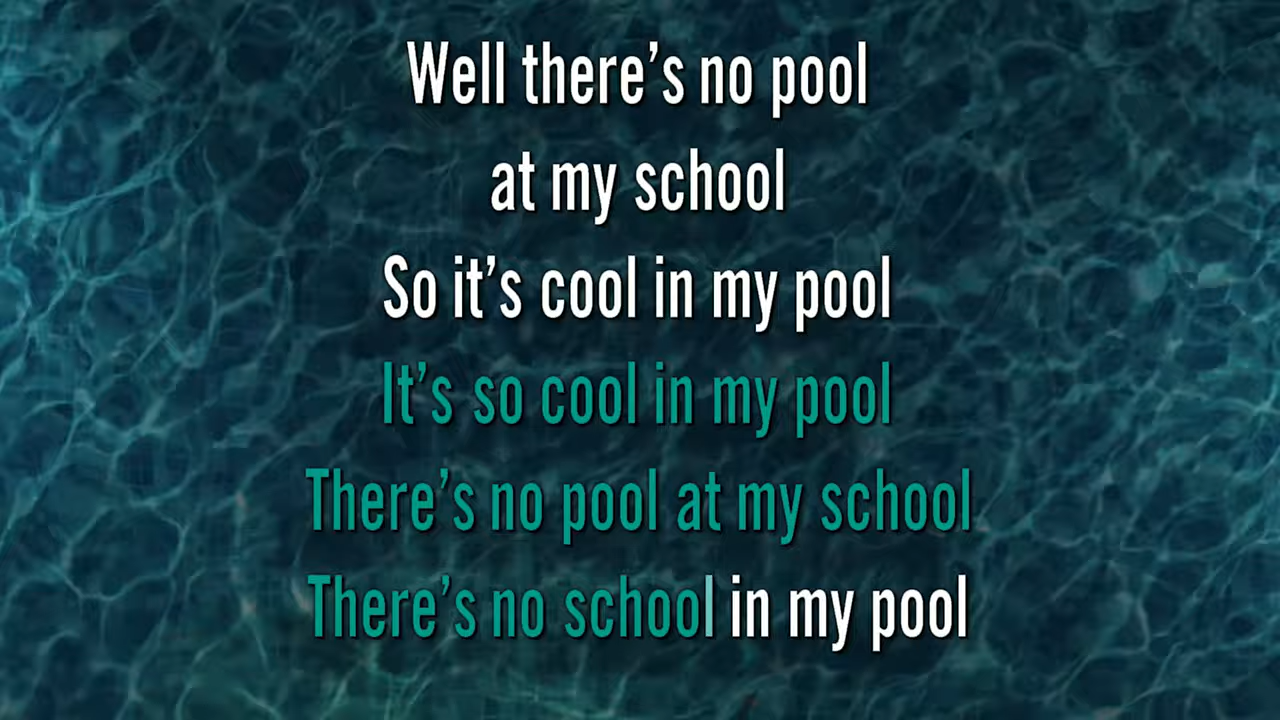 Well there’s no pool
at my school
So it’s cool in my pool
It’s so cool in my pool
There’s no pool at my school
There’s no school in my pool